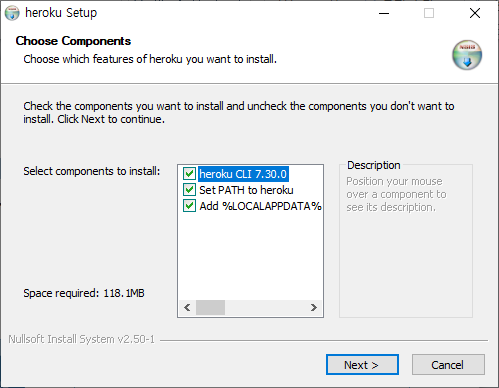 heroku Setup
Choose Components
Choose which features of heroku you want to install.
Check the components you want to install and uncheck the components you don't want to
install. Click Next to continue.
Select components to install:
heroku CLI 7.30.0
Set PATH to heroku
Add %LOCALAPPDATA%
Description
Position your mouse
over a component to
see its description.
Space required: 118.1MB
Nullsoft Install System v2.50-1
Next >
Cancel